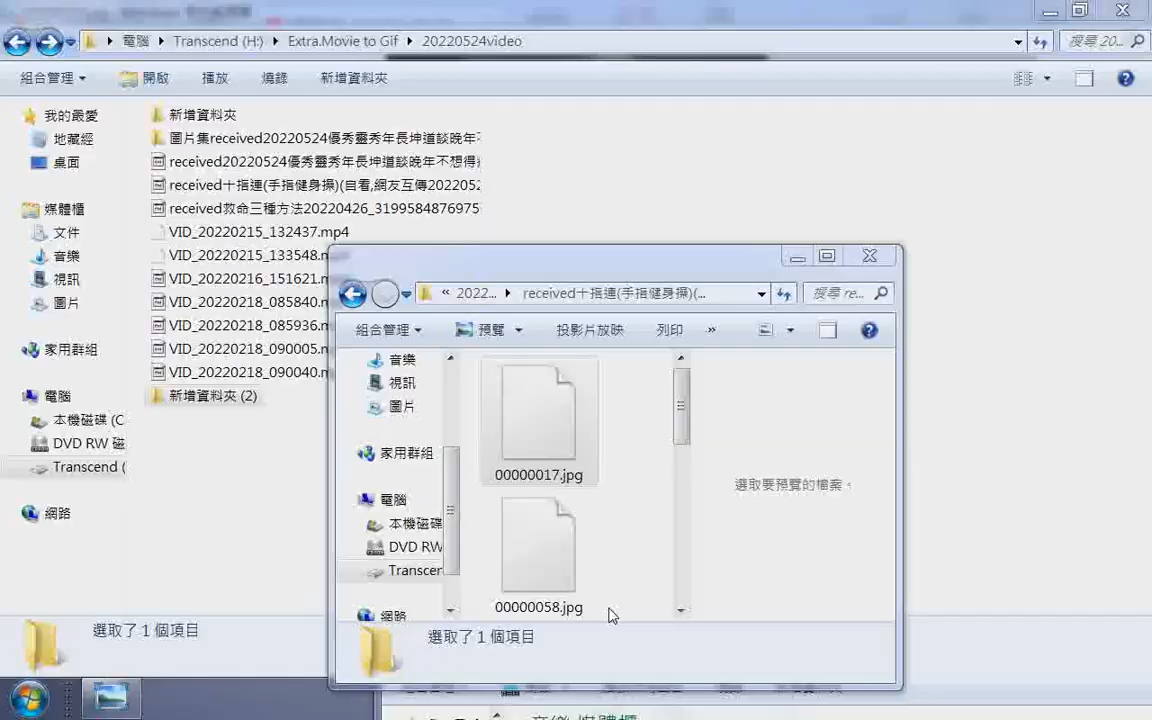 電腦 Transcend (H:) Extra.Movie to Gif 20220524video
搜尋 20...
組合管理 開啟 播放 燒錄 新增資料夾
我的最愛
地藏經
桌面
媒體櫃
文件
音樂
視訊
圖片
家用群組
電腦
本機磁碟 (C
DVD RW 磁
Transcend (
網路
新增資料夾
圖片集received20220524優秀靈秀年長坤道談晚年不
received20220524優秀靈秀年長坤道談晚年不想得
received十指連(手指健身操)(自看,網友互傳2022052
received救命三種方法20220426_3199584876975
VID_20220215_132437.mp4
VID_20220215_133548.m
VID_20220216_151621.m
VID_20220218_085840.m
VID_20220218_085936.m
VID_20220218_090005.m
VID_20220218_090040.m
新增資料夾 (2)
« 2022... received十指連(手指健身操)(...
搜尋 re...
組合管理 預覽 投影片放映 列印 »
音樂
視訊
圖片
家用群組
電腦
本機磁碟
DVD RW
Transcen
網路
00000017.jpg
00000058.jpg
選取要預覽的檔案。
選取了 1 個項目
選取了 1 個項目